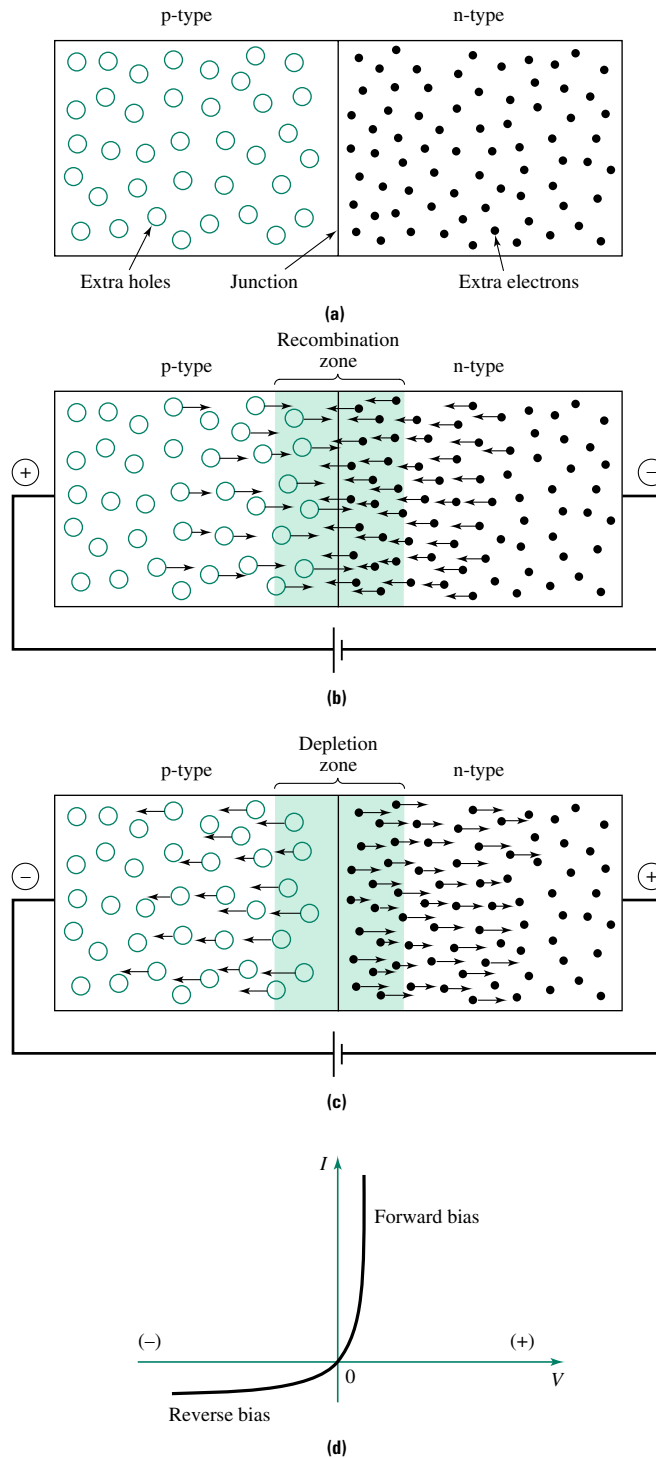 p-type n-type
Extra holes Junction Extra electrons
(a)
Recombination
zone
p-type n-type
+ −
(b)
Depletion
zone
p-type n-type
− +
(c)
I
Forward bias
(−) (+)
0 V
Reverse bias
(d)